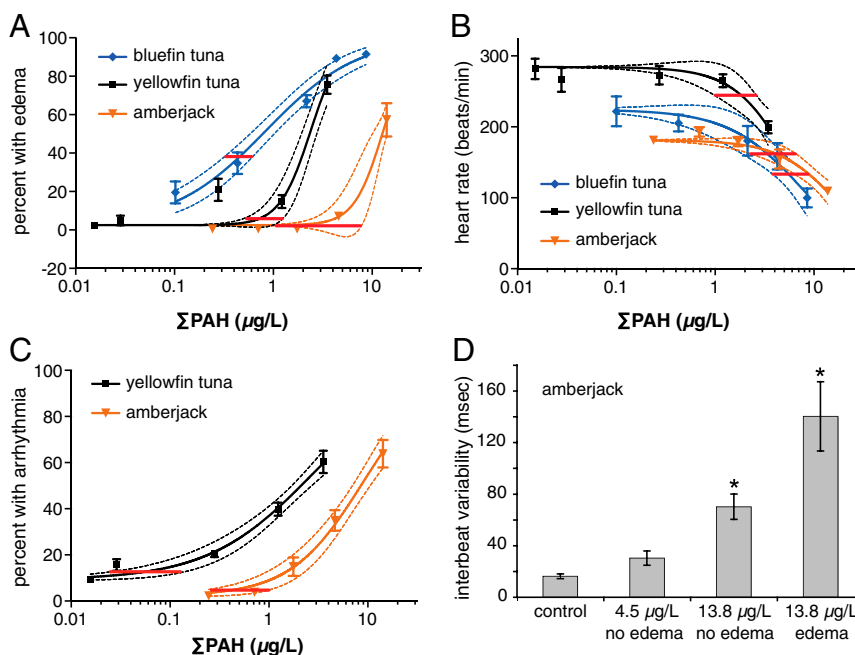 A
bluefin tuna
yellowfin tuna
amberjack
percent with edema
100
80
60
40
20
0
-20
0.01
0.1
1
10
∑PAH (µg/L)
B
heart rate (beats/min)
300
200
100
0
bluefin tuna
yellowfin tuna
amberjack
0.01
0.1
1
10
∑PAH (µg/L)
C
yellowfin tuna
amberjack
percent with arrhythmia
100
80
60
40
20
0
0.01
0.1
1
10
∑PAH (µg/L)
D
amberjack
interbeat variability (msec)
160
120
80
40
0
*
*
control
4.5 µg/L
no edema
13.8 µg/L
no edema
13.8 µg/L
edema